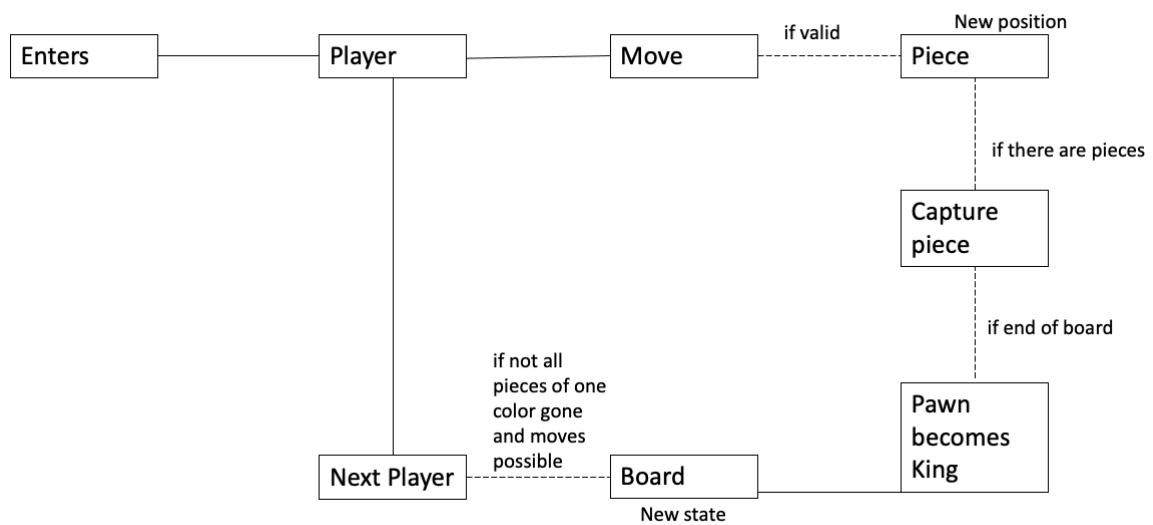 New position
Enters
Player
Move
if valid
Piece
if there are pieces
Capture
piece
if end of board
if not all
pieces of one
color gone
and moves
possible
Pawn
becomes
King
Next Player
Board
New state